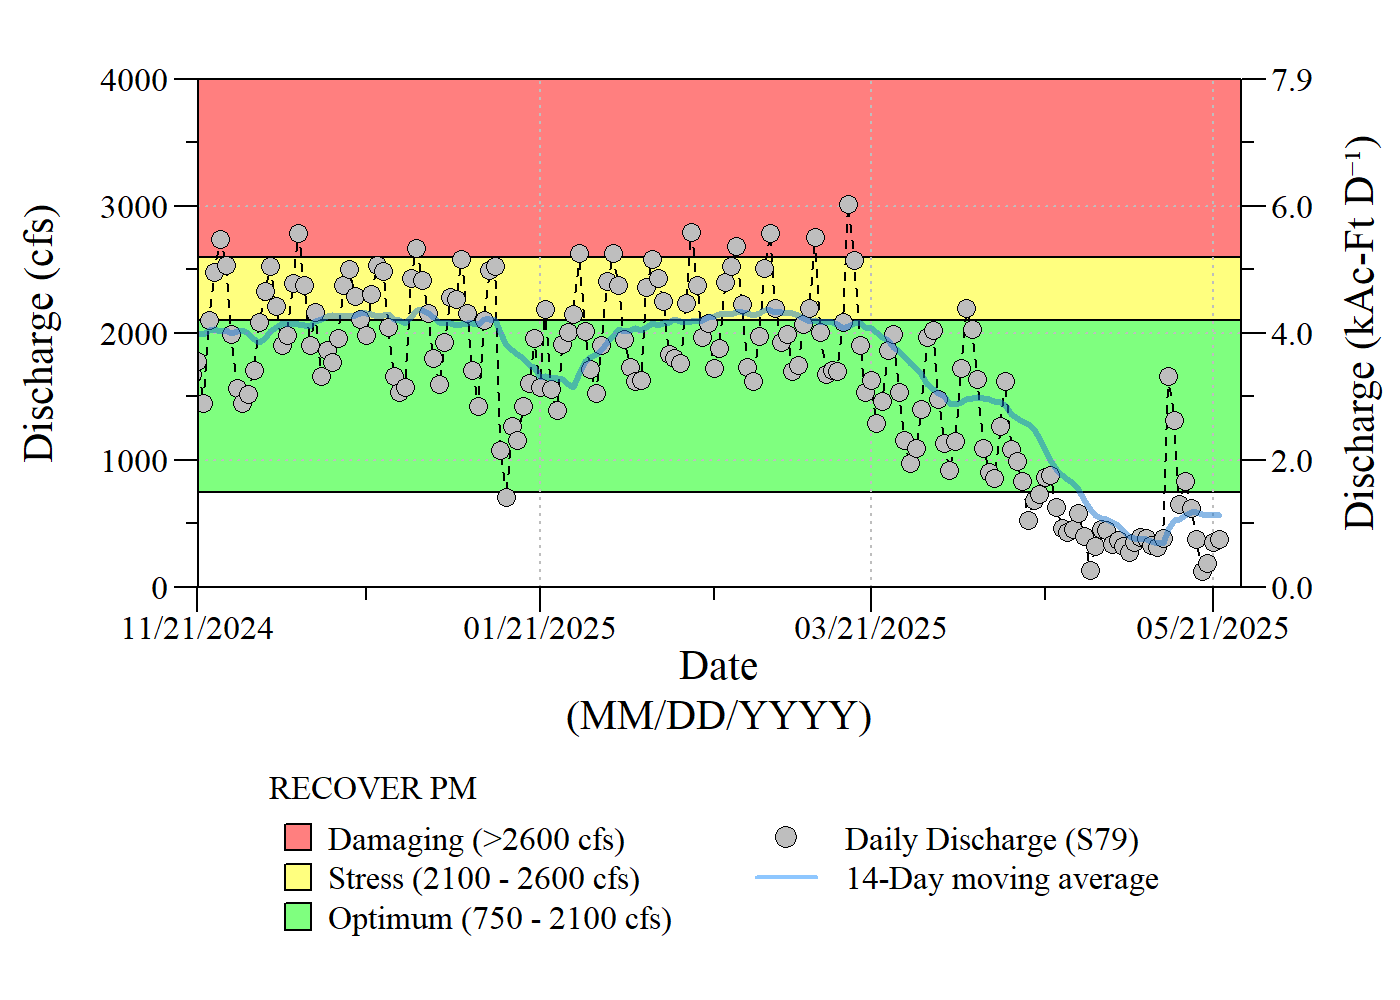 4000
3000
2000
1000
0
Discharge (cfs)
7.9
6.0
4.0
2.0
0.0
Discharge (kAc-Ft D⁻¹)
11/21/2024
01/21/2025
03/21/2025
05/21/2025
Date
(MM/DD/YYYY)
RECOVER PM
Damaging (>2600 cfs)
Stress (2100 - 2600 cfs)
Optimum (750 - 2100 cfs)
Daily Discharge (S79)
14-Day moving average